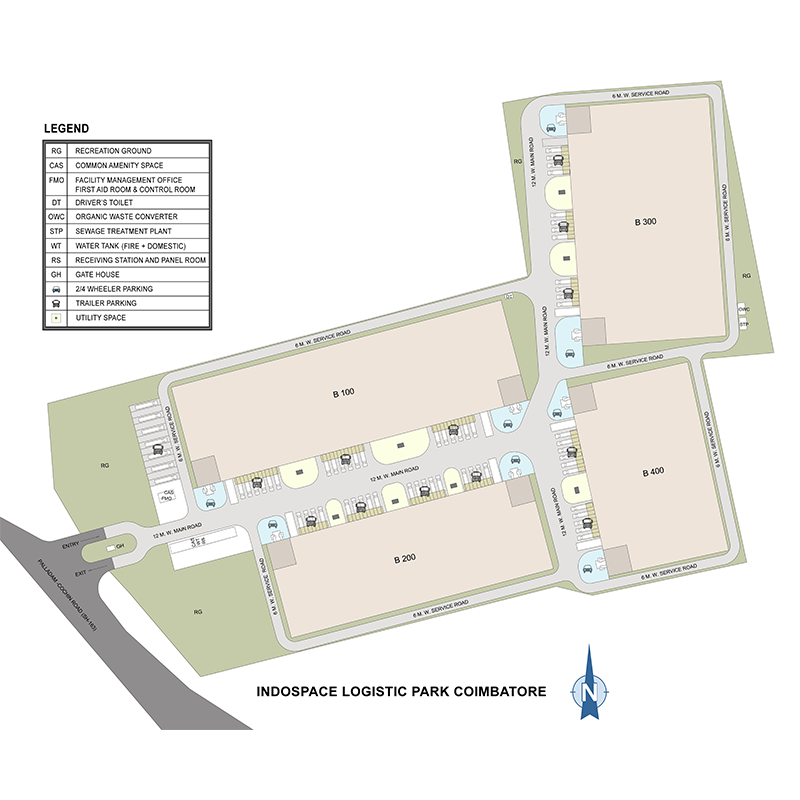 LEGEND
RG RECREATION GROUND
CAS COMMON AMENITY SPACE
FMO FACILITY MANAGEMENT OFFICE
FIRST AID ROOM & CONTROL ROOM
DT DRIVER'S TOILET
OWC ORGANIC WASTE CONVERTER
STP SEWAGE TREATMENT PLANT
WT WATER TANK (FIRE + DOMESTIC)
RS RECEIVING STATION AND PANEL ROOM
GH GATE HOUSE
2/4 WHEELER PARKING
TRAILER PARKING
UTILITY SPACE
6 M. W. SERVICE ROAD
12 M. W. MAIN ROAD
RG
B 300
6 M. W. SERVICE ROAD
RG
DT
OWC
STP
12 M. W. MAIN ROAD
6 M. W. SERVICE ROAD
6 M. W. SERVICE ROAD
B 100
6 M. W. SERVICE ROAD
RG
12 M. W. MAIN ROAD
B 400
6 M. W. SERVICE ROAD
CAS
FMO
12 M. W. MAIN ROAD
12 M. W. MAIN ROAD
ENTRY
GH
EXIT
B 200
6 M. W. SERVICE ROAD
6 M. W. SERVICE ROAD
6 M. W. SERVICE ROAD
PALLADAM -COCHIN ROAD (SH-163)
RG
INDOSPACE LOGISTIC PARK COIMBATORE
N